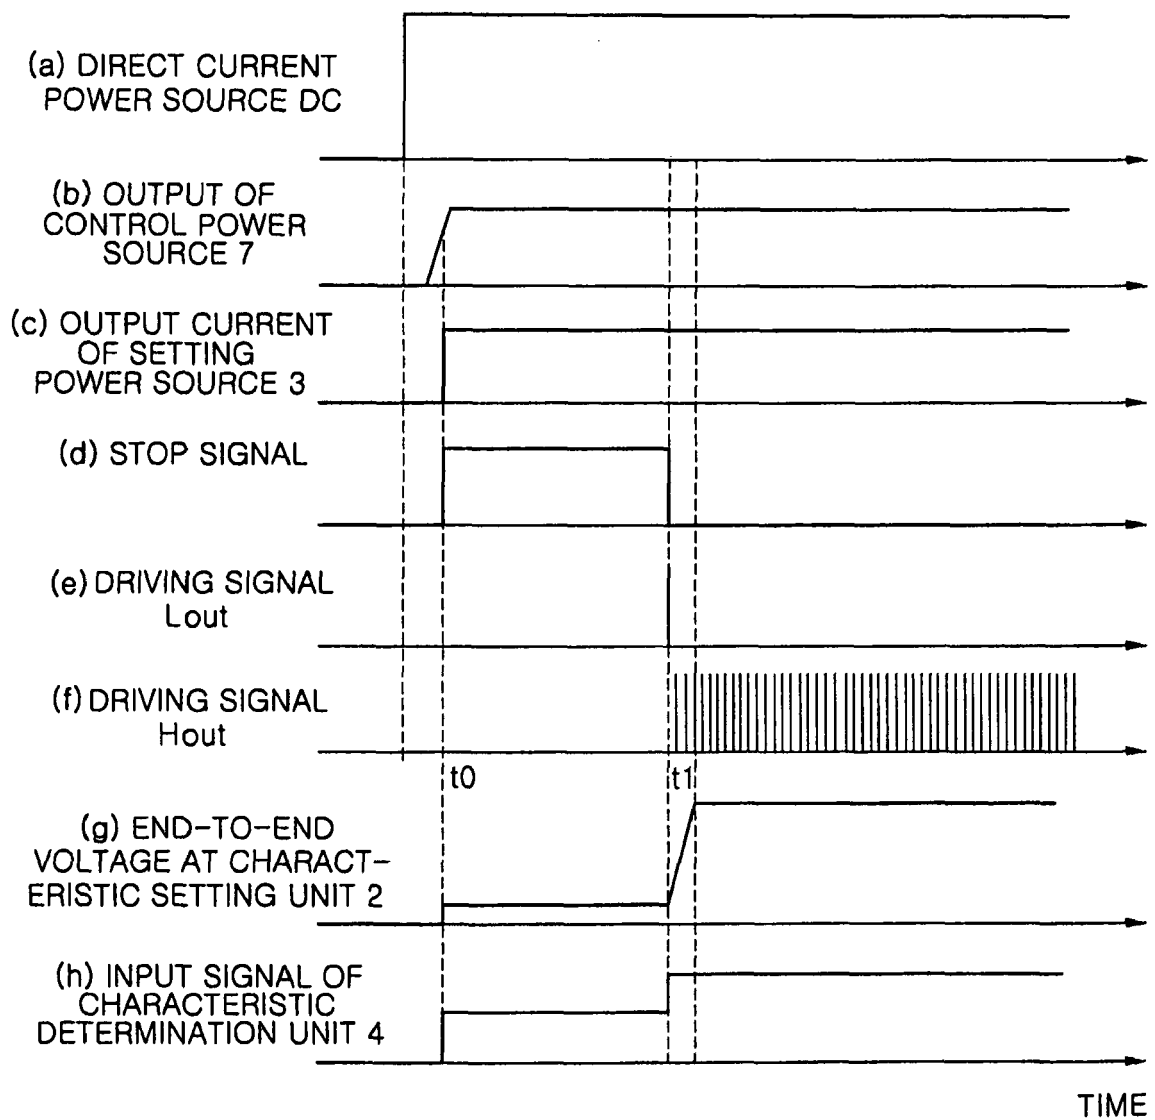 (a) DIRECT CURRENT
POWER SOURCE DC
(b) OUTPUT OF
CONTROL POWER
SOURCE 7
(c) OUTPUT CURRENT
OF SETTING
POWER SOURCE 3
(d) STOP SIGNAL
(e) DRIVING SIGNAL
Lout
(f) DRIVING SIGNAL
Hout
t0
t1
(g) END-TO-END
VOLTAGE AT CHARACT-
ERISTIC SETTING UNIT 2
(h) INPUT SIGNAL OF
CHARACTERISTIC
DETERMINATION UNIT 4
TIME